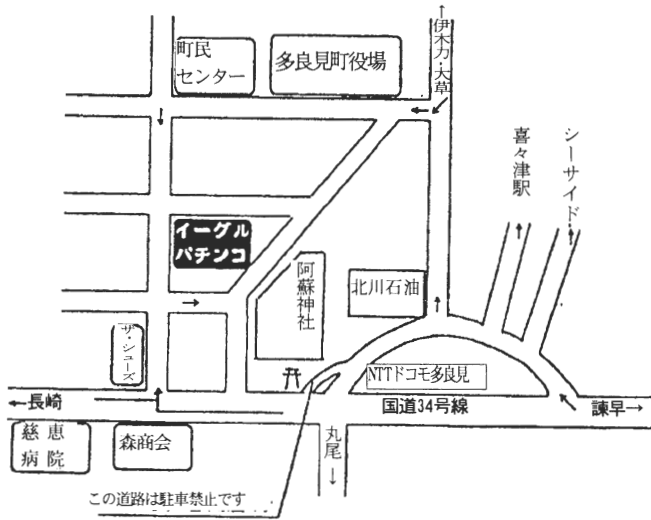 町民
センター
多良見町役場
↑伊木力・大草
喜々津駅
シーサイド
イーグル
パチンコ
阿蘇神社
北川石油
ザ・シューズ
NTTドコモ多良見
←長崎
国道34号線
諫早→
慈恵
病院
森商会
丸尾↓
この道路は駐車禁止です